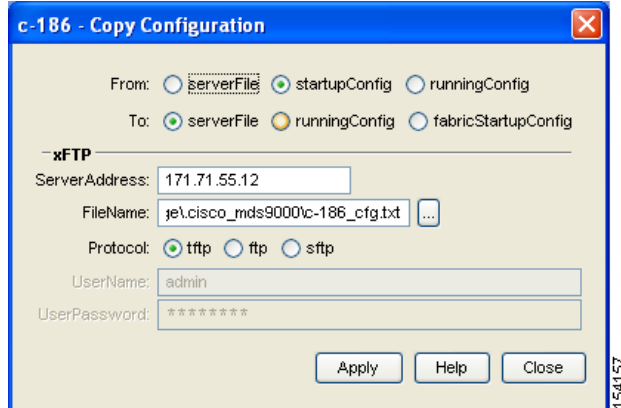 c-186 - Copy Configuration
From: serverFile startupConfig runningConfig
To: serverFile runningConfig fabricStartupConfig
xFTP
ServerAddress: 171.71.55.12
FileName: je\.cisco_mds9000\c-186_cfg.txt ...
Protocol: tftp ftp sftp
UserName: admin
UserPassword: ********
Apply Help Close
154157